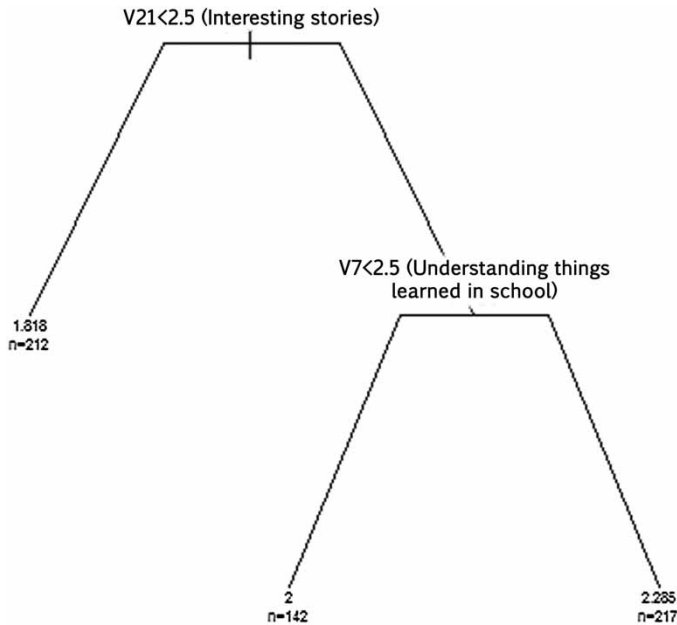 V21<2.5 (Interesting stories)
V7<2.5 (Understanding things
learned in school)
1.818
n=212
2
n=142
2.285
n=217